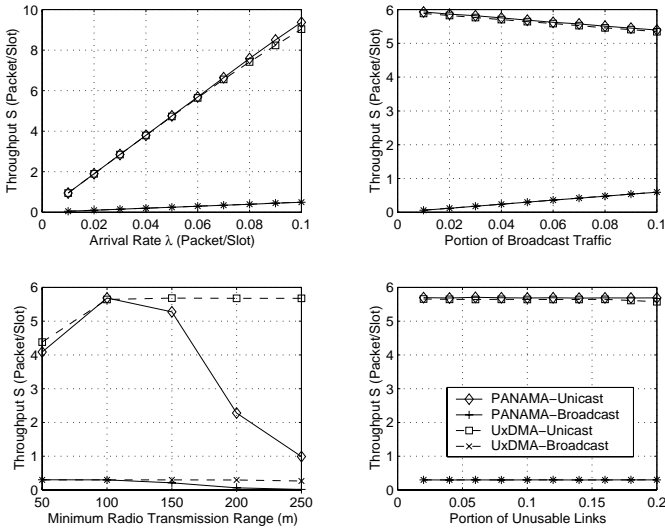 10
8
6
4
2
0
Throughput S (Packet/Slot)
0 0.02 0.04 0.06 0.08 0.1
Arrival Rate λ (Packet/Slot)
6
5
4
3
2
1
0
Throughput S (Packet/Slot)
0 0.02 0.04 0.06 0.08 0.1
Portion of Broadcast Traffic
6
5
4
3
2
1
0
Throughput S (Packet/Slot)
50 100 150 200 250
Minimum Radio Transmission Range (m)
6
5
4
3
2
1
0
Throughput S (Packet/Slot)
PANAMA−Unicast
PANAMA−Broadcast
UxDMA−Unicast
UxDMA−Broadcast
0 0.05 0.1 0.15 0.2
Portion of Unusable Links